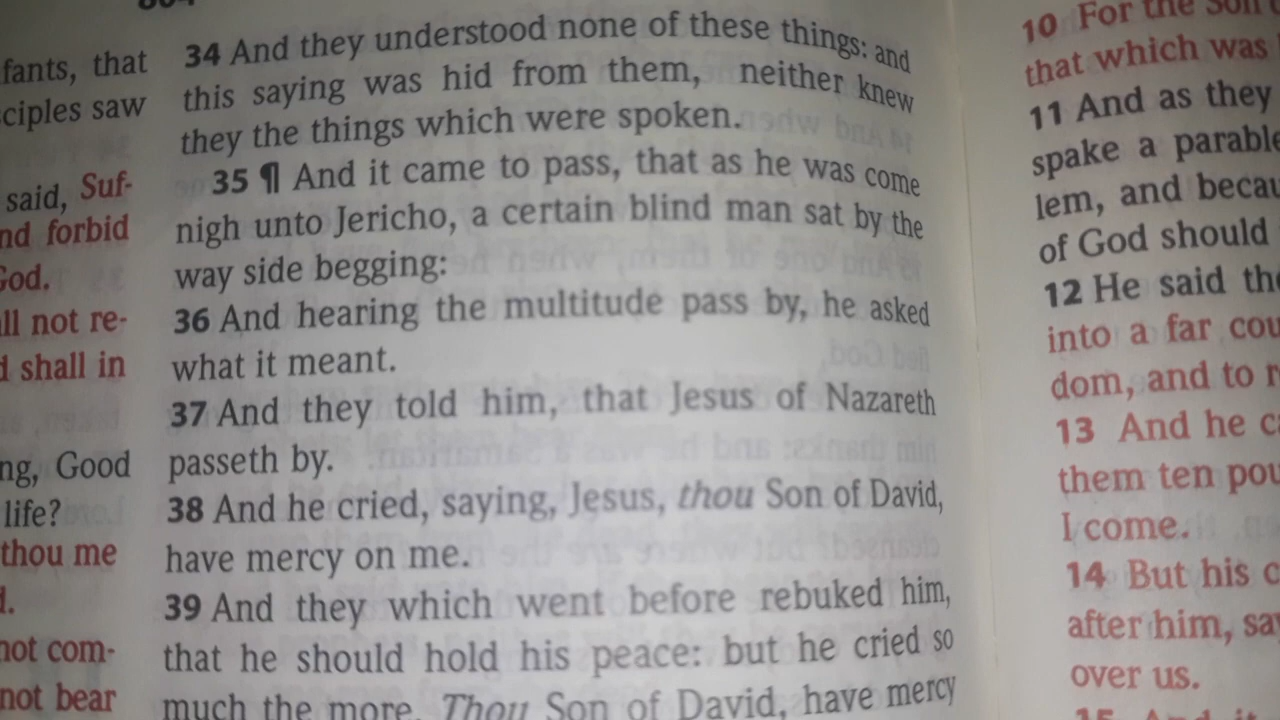 fants, that
ciples saw
said, Suf-
nd forbid
God.
ll not re-
d shall in
ng, Good
life?
thou me
d.
not com-
not bear
34 And they understood none of these things: and
this saying was hid from them, neither knew
they the things which were spoken.
35 ¶ And it came to pass, that as he was come
nigh unto Jericho, a certain blind man sat by the
way side begging:
36 And hearing the multitude pass by, he asked
what it meant.
37 And they told him, that Jesus of Nazareth
passeth by.
38 And he cried, saying, Jesus, thou Son of David,
have mercy on me.
39 And they which went before rebuked him,
that he should hold his peace: but he cried so
much the more, Thou Son of David, have mercy
10 For the Son
that which was
11 And as they
spake a parable
lem, and becau
of God should
12 He said the
into a far cou
dom, and to r
13 And he c
them ten pou
I come.
14 But his c
after him, sa
over us.
15 And it